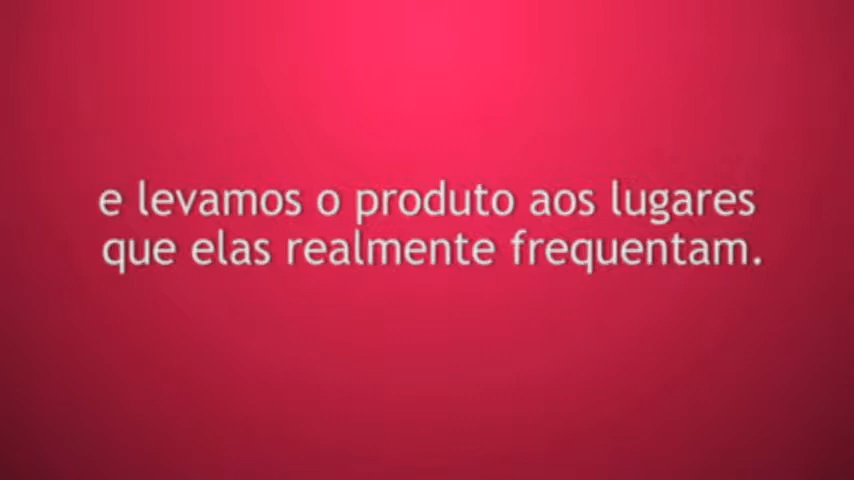 e levamos o produto aos lugares
que elas realmente frequentam.